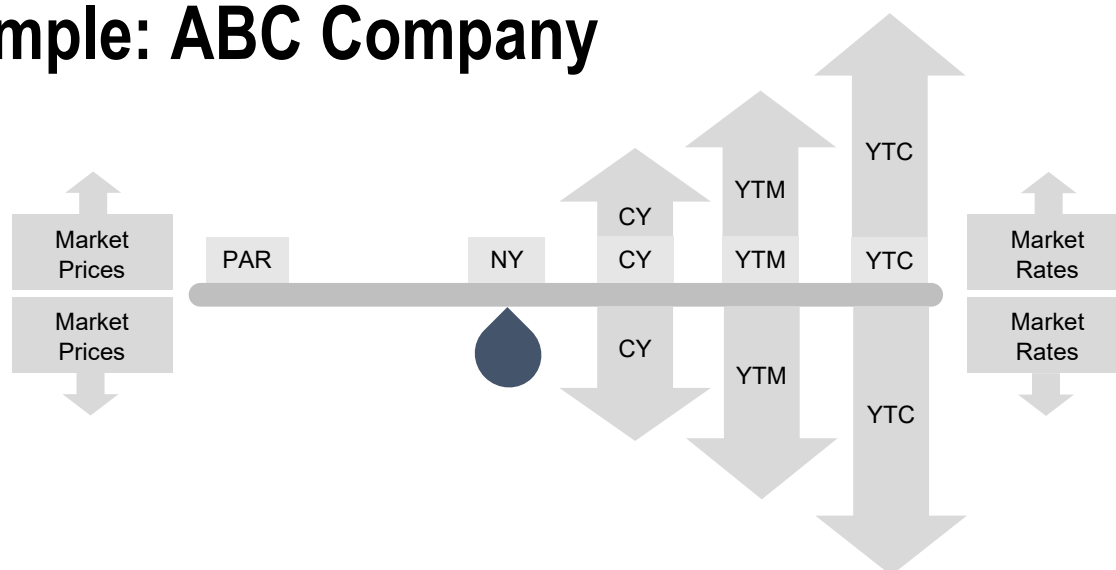 mple: ABC Company
YTC
YTM
CY
Market
Prices
PAR
NY
CY
YTM
YTC
Market
Rates
Market
Prices
CY
YTM
YTC
Market
Rates